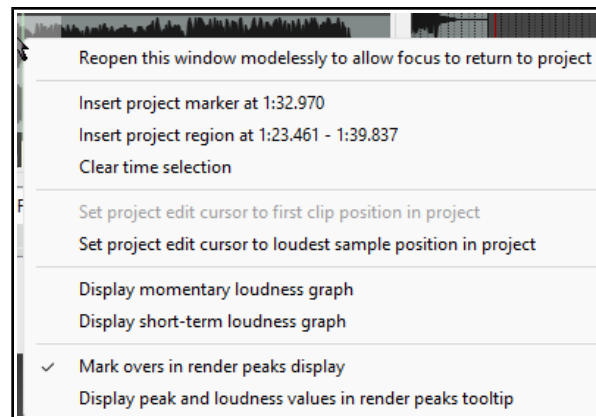 Reopen this window modelessly to allow focus to return to project
Insert project marker at 1:32.970
Insert project region at 1:23.461 - 1:39.837
Clear time selection
Set project edit cursor to first clip position in project
Set project edit cursor to loudest sample position in project
Display momentary loudness graph
Display short-term loudness graph
Mark overs in render peaks display
Display peak and loudness values in render peaks tooltip